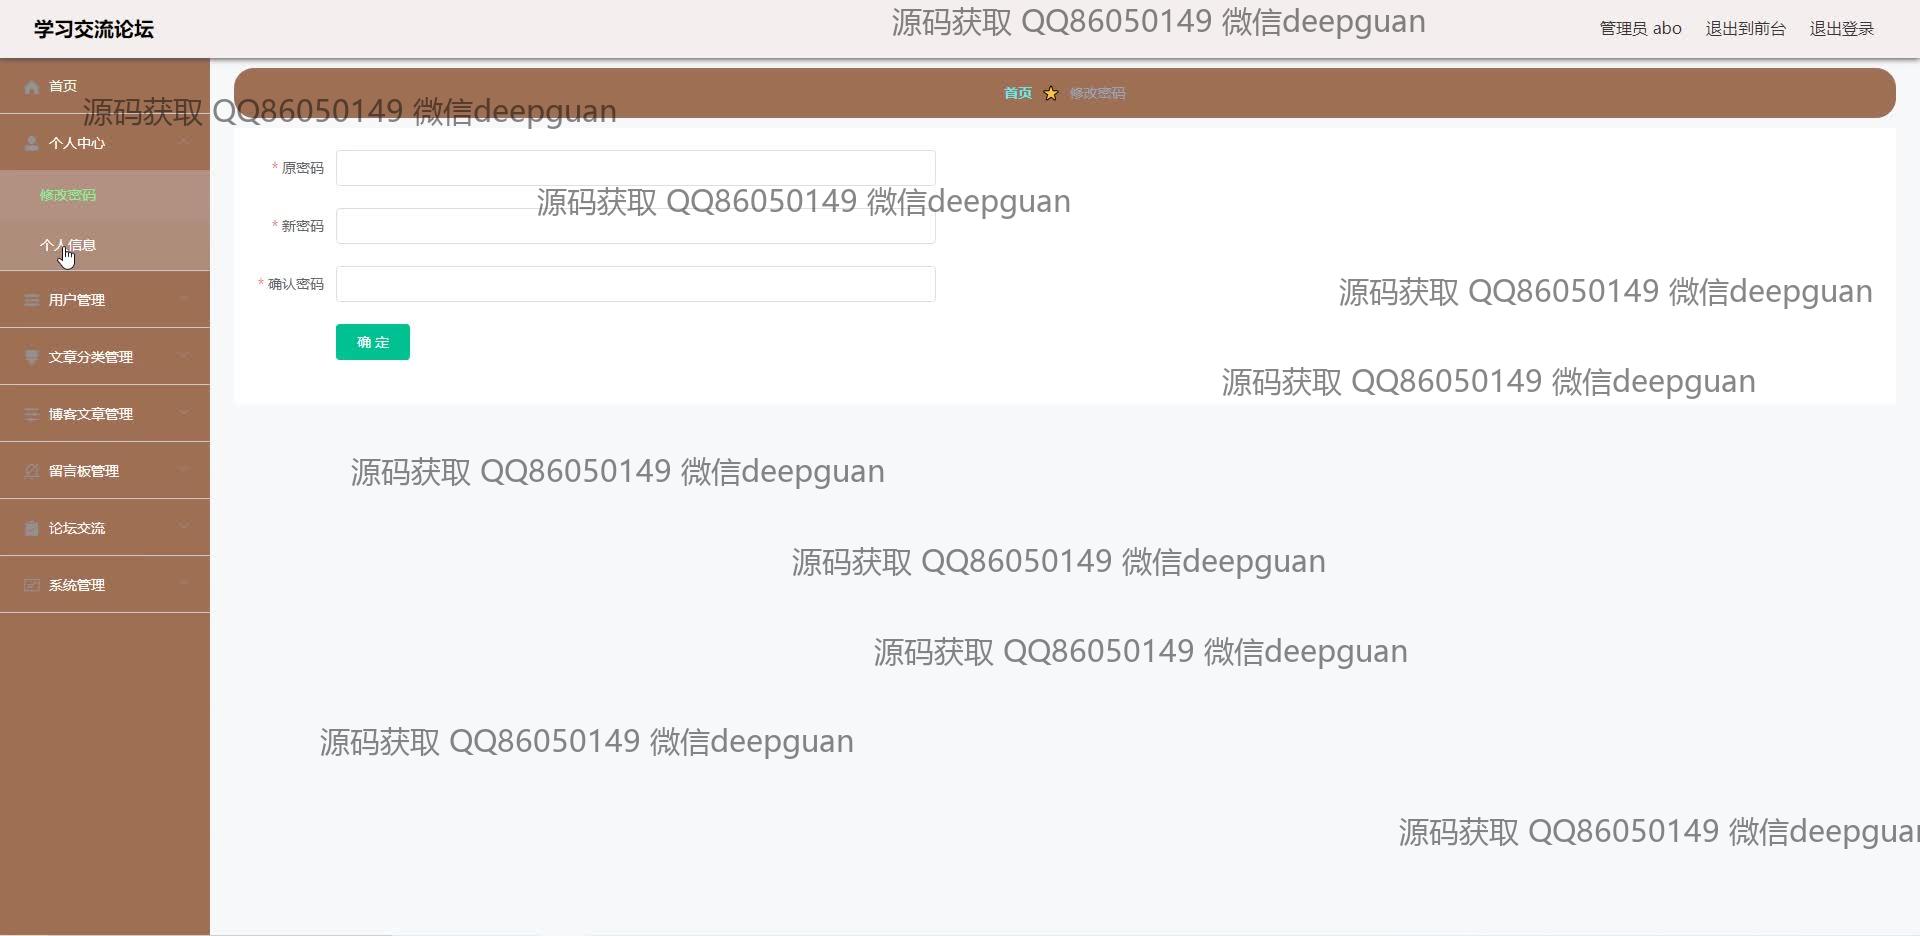 学习交流论坛
源码获取 QQ86050149 微信deepguan
管理员 abo
退出到前台
退出登录
首页
首页
修改密码
源码获取 QQ86050149 微信deepguan
个人中心
修改密码
个人信息
用户管理
文章分类管理
博客文章管理
留言板管理
论坛交流
系统管理
* 原密码
源码获取 QQ86050149 微信deepguan
* 新密码
* 确认密码
源码获取 QQ86050149 微信deepguan
确 定
源码获取 QQ86050149 微信deepguan
源码获取 QQ86050149 微信deepguan
源码获取 QQ86050149 微信deepguan
源码获取 QQ86050149 微信deepguan
源码获取 QQ86050149 微信deepguan
源码获取 QQ86050149 微信deepguan